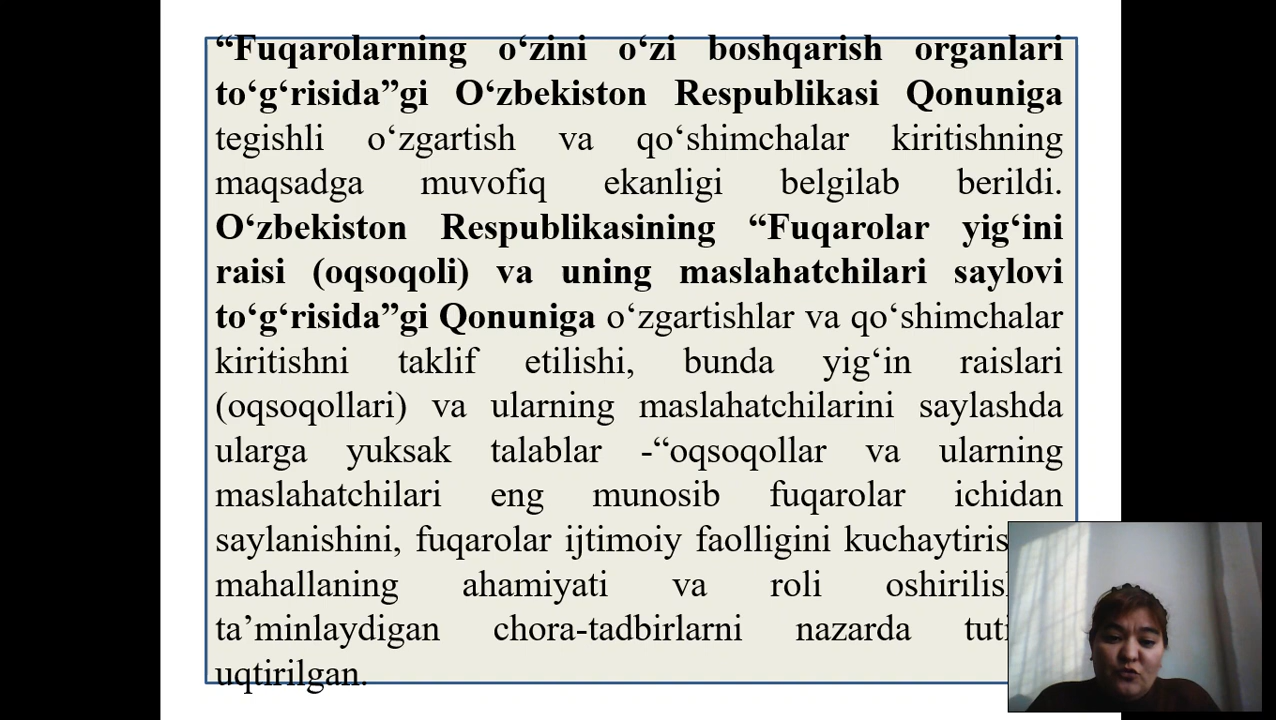 “Fuqarolarning o‘zini o‘zi boshqarish organlari
to‘g‘risida”gi O‘zbekiston Respublikasi Qonuniga
tegishli o‘zgartish va qo‘shimchalar kiritishning
maqsadga muvofiq ekanligi belgilab berildi.
O‘zbekiston Respublikasining “Fuqarolar yig‘ini
raisi (oqsoqoli) va uning maslahatchilari saylovi
to‘g‘risida”gi Qonuniga o‘zgartishlar va qo‘shimchalar
kiritishni taklif etilishi, bunda yig‘in raislari
(oqsoqollari) va ularning maslahatchilarini saylashda
ularga yuksak talablar -“oqsoqollar va ularning
maslahatchilari eng munosib fuqarolar ichidan
saylanishini, fuqarolar ijtimoiy faolligini
mahallaning ahamiyati va roli
ta’minlaydigan chora-tadbirlarni nazarda
uqtirilgan.